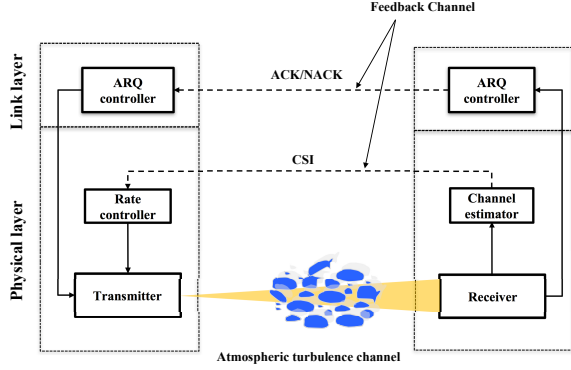 Feedback Channel
Link layer
ARQ
controller
ACK/NACK
ARQ
controller
Physical layer
CSI
Rate
controller
Channel
estimator
Transmitter
Receiver
Atmospheric turbulence channel